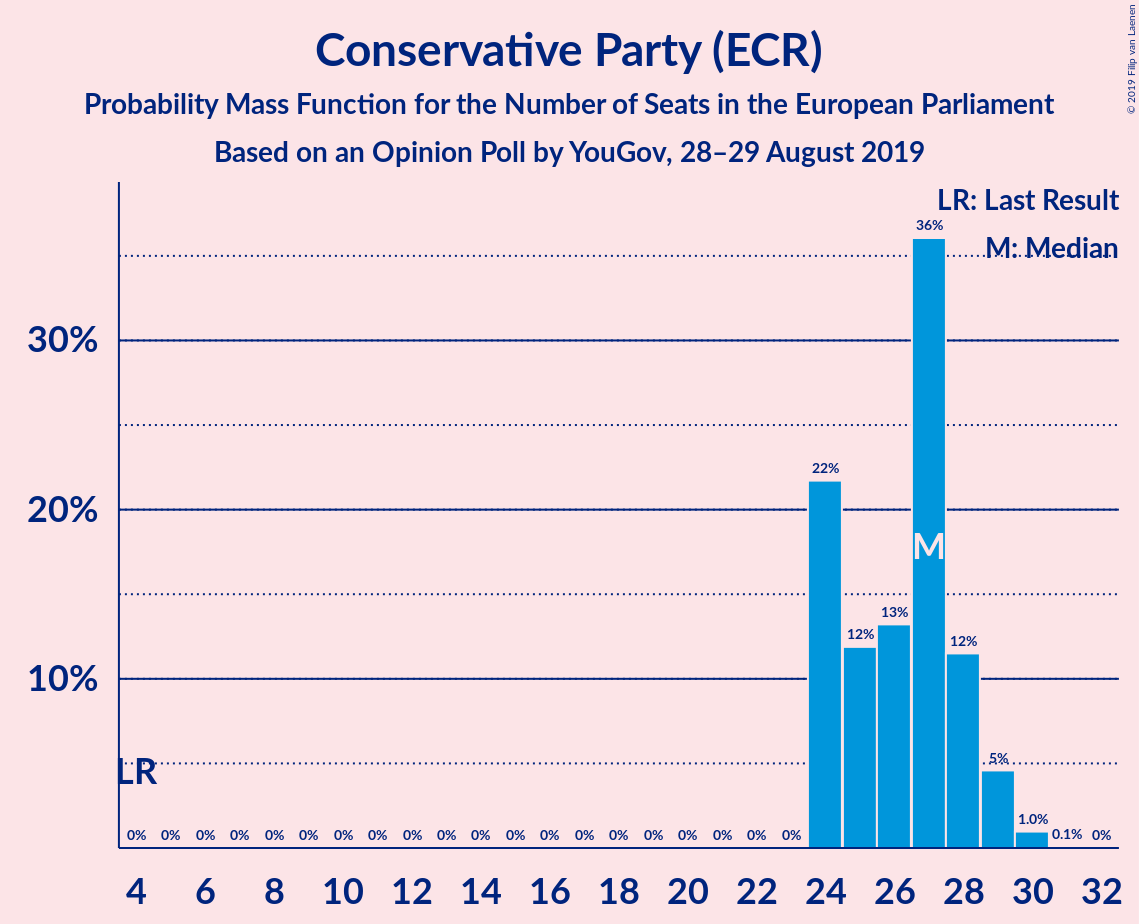 Conservative Party (ECR)
Probability Mass Function for the Number of Seats in the European Parliament
Based on an Opinion Poll by YouGov, 28–29 August 2019
© 2019 Filip van Laenen
LR: Last Result
M: Median
36%
30%
22%
20%
M
13%
12%
12%
10%
5%
LR
1.0%
0% 0% 0% 0% 0% 0% 0% 0% 0% 0% 0% 0% 0% 0% 0% 0% 0% 0% 0% 0% 0.1% 0%
4 6 8 10 12 14 16 18 20 22 24 26 28 30 32